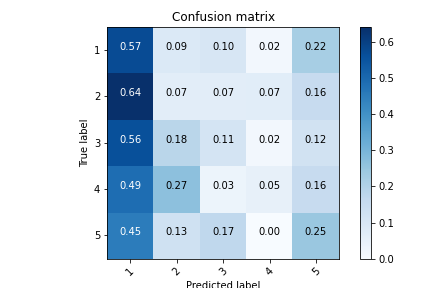 Confusion matrix
1 0.57 0.09 0.10 0.02 0.22
2 0.64 0.07 0.07 0.07 0.16
3 0.56 0.18 0.11 0.02 0.12
4 0.49 0.27 0.03 0.05 0.16
5 0.45 0.13 0.17 0.00 0.25
True label
1 2 3 4 5
Predicted label
0.6
0.5
0.4
0.3
0.2
0.1
0.0